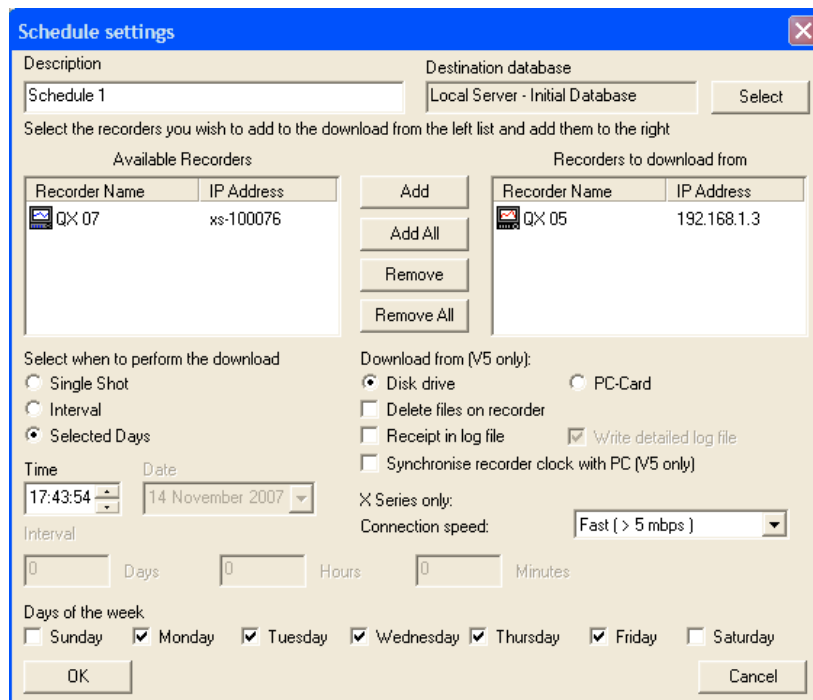 Schedule settings
Description
Destination database
Schedule 1
Local Server - Initial Database
Select
Select the recorders you wish to add to the download from the left list and add them to the right
Available Recorders
Recorders to download from
Recorder Name IP Address
QX 07 xs-100076
Add
Add All
Remove
Remove All
Recorder Name IP Address
QX 05 192.168.1.3
Select when to perform the download
Single Shot
Interval
Selected Days
Download from (V5 only):
Disk drive PC-Card
Delete files on recorder
Receipt in log file Write detailed log file
Synchronise recorder clock with PC (V5 only)
Time Date
17:43:54 14 November 2007
X Series only:
Connection speed: Fast ( > 5 mbps )
Interval
0 Days 0 Hours 0 Minutes
Days of the week
Sunday Monday Tuesday Wednesday Thursday Friday Saturday
OK Cancel